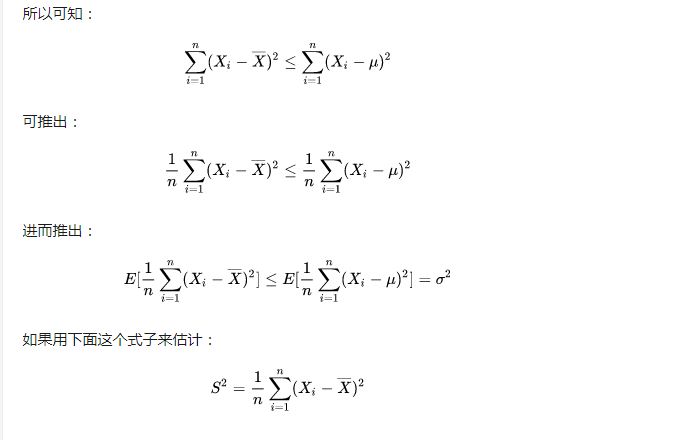 所以可知：
$$\sum_{i=1}^{n}(X_i-\overline{X})^2 \leq \sum_{i=1}^{n}(X_i-\mu)^2$$
可推出：
$$\frac{1}{n}\sum_{i=1}^{n}(X_i-\overline{X})^2 \leq \frac{1}{n}\sum_{i=1}^{n}(X_i-\mu)^2$$
进而推出：
$$E[\frac{1}{n}\sum_{i=1}^{n}(X_i-\overline{X})^2] \leq E[\frac{1}{n}\sum_{i=1}^{n}(X_i-\mu)^2]=\sigma^2$$
如果用下面这个式子来估计：
$$S^2=\frac{1}{n}\sum_{i=1}^{n}(X_i-\overline{X})^2$$